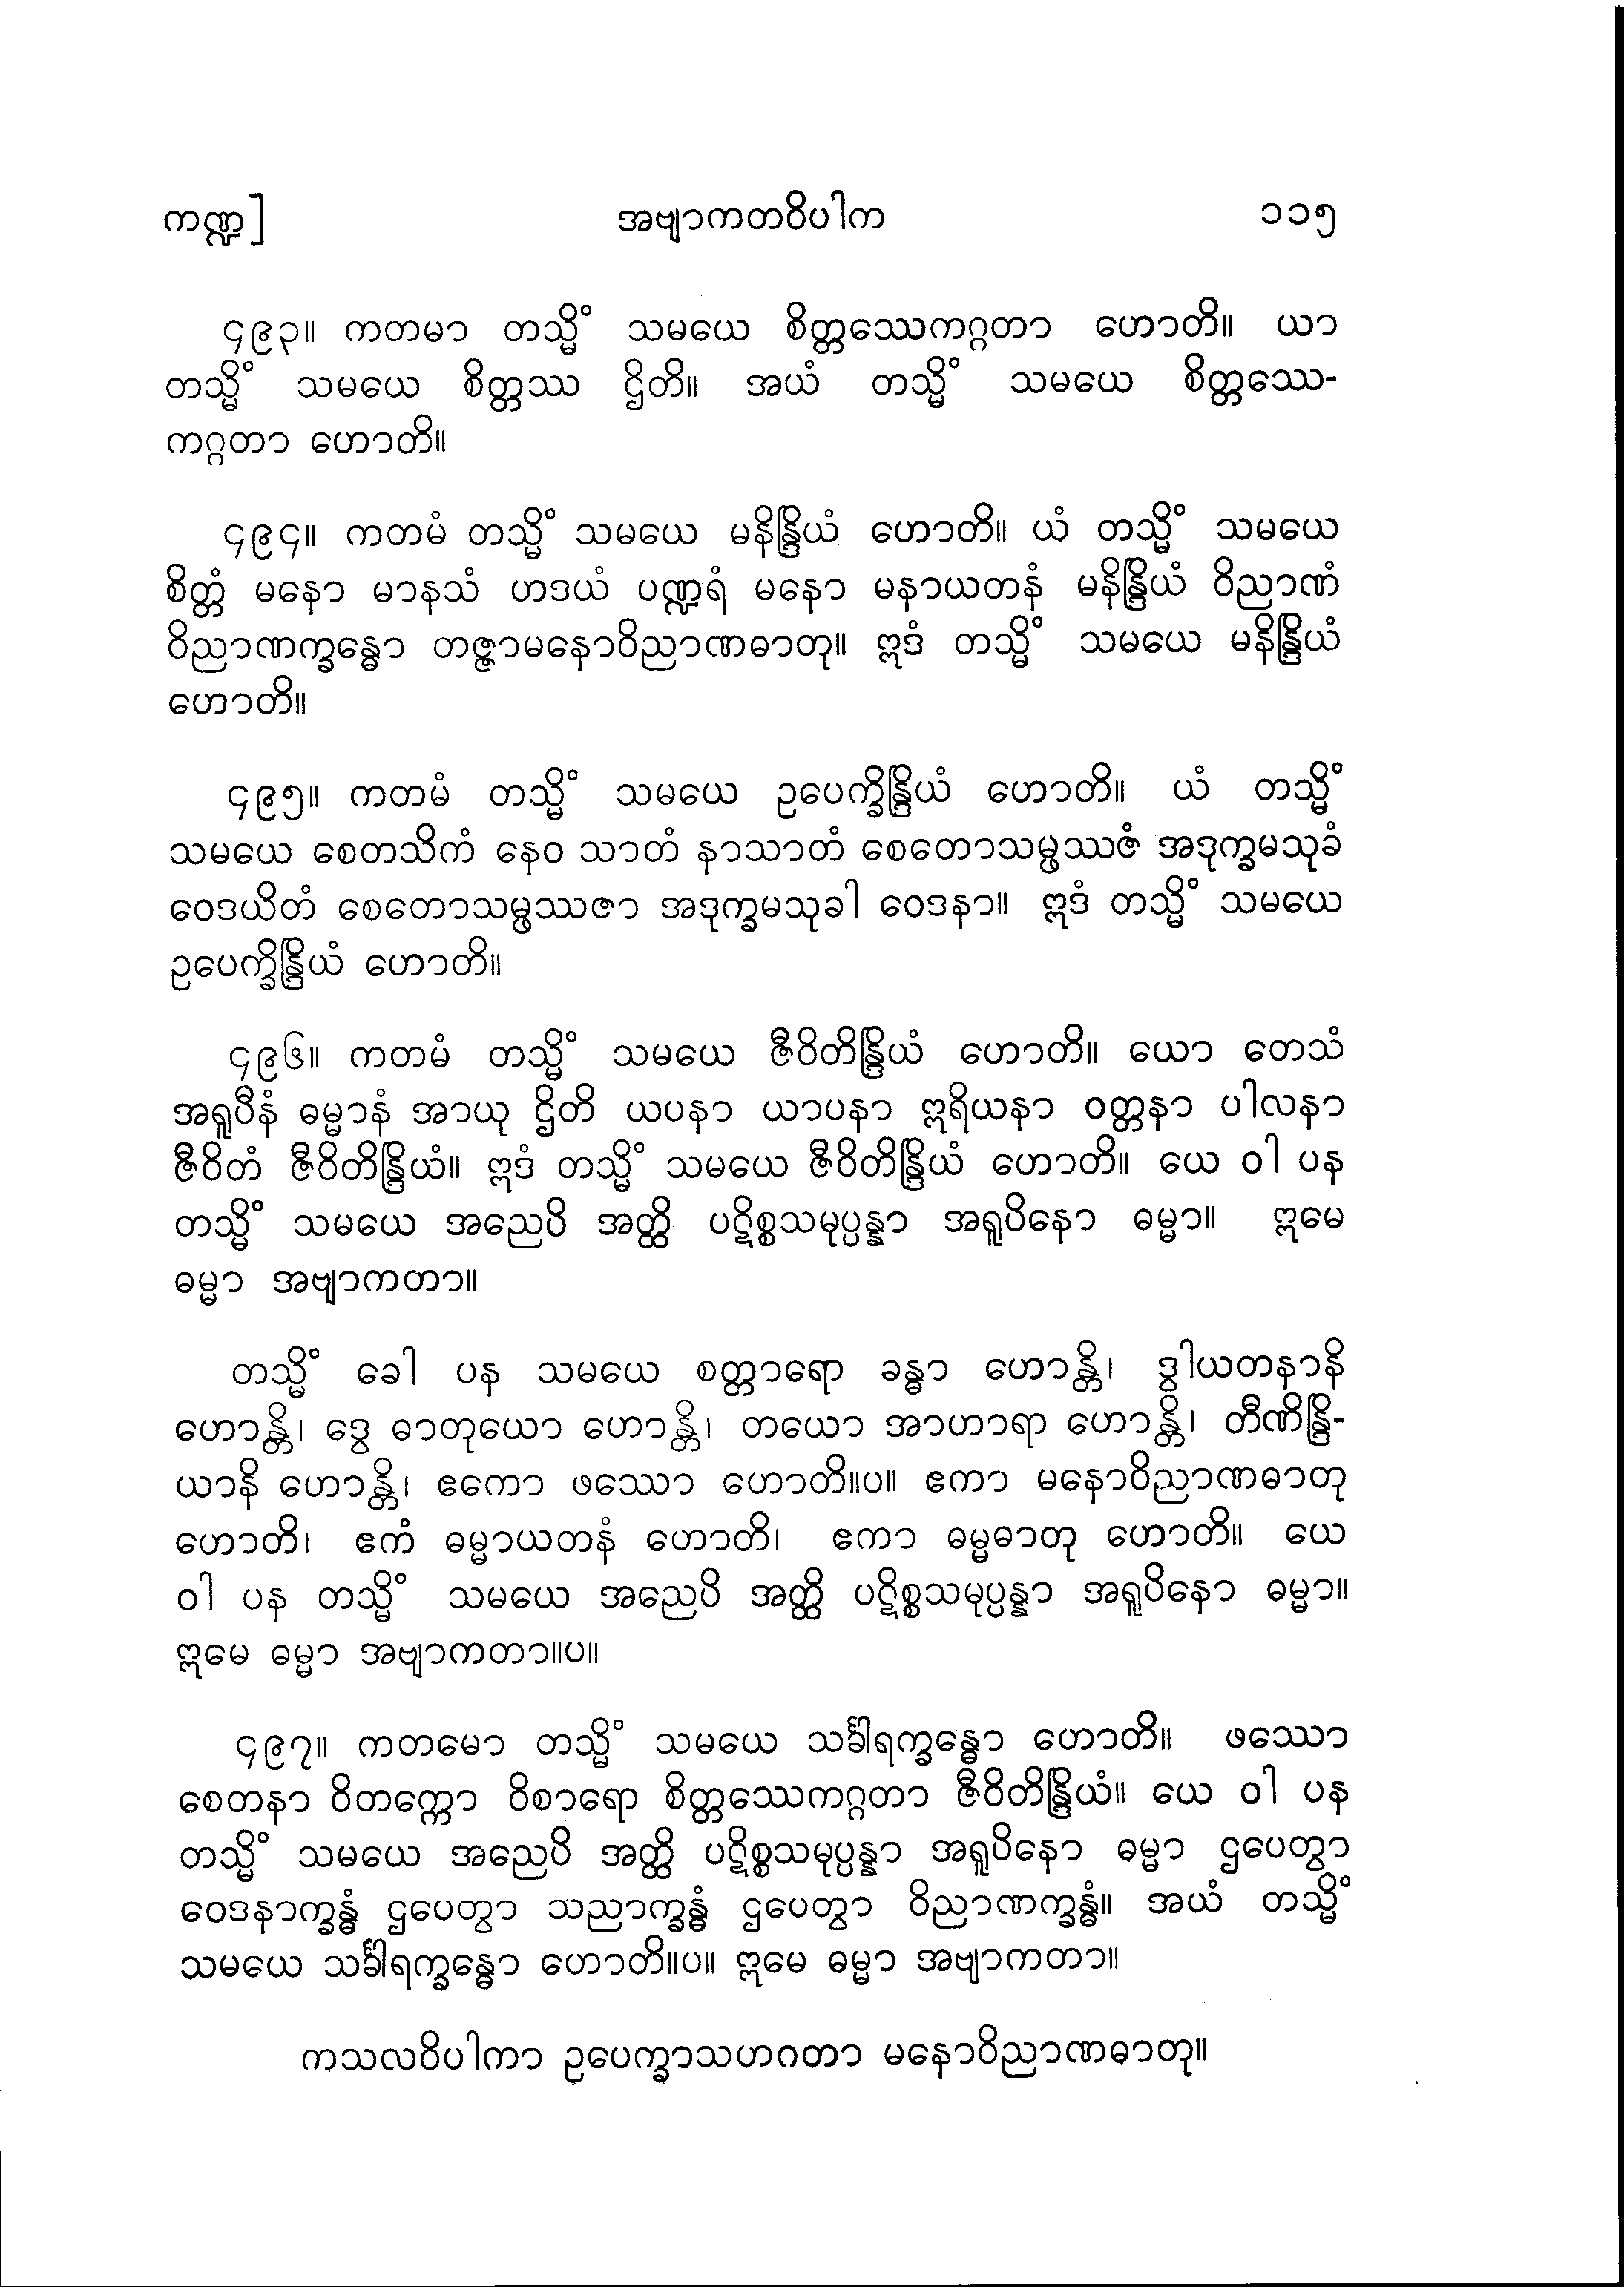 ကဏ္ဍ] အဗျာကတဝိပါက ၁၁၅
၄၉၃။ ကတမာ တသ္မိံ သမယေ စိတ္တဿေကဂ္ဂတာ ဟောတိ။ ယာ
တသ္မိံ သမယေ စိတ္တဿ ဌိတိ။ အယံ တသ္မိံ သမယေ စိတ္တဿေ-
ကဂ္ဂတာ ဟောတိ။
၄၉၄။ ကတမံ တသ္မိံ သမယေ မနိန္ဒြိယံ ဟောတိ။ ယံ တသ္မိံ သမယေ
စိတ္တံ မနော မာနသံ ဟဒယံ ပဏ္ဍရံ မနော မနာယတနံ မနိန္ဒြိယံ ဝိညာဏံ
ဝိညာဏက္ခန္ဓော တဇ္ဇာမနောဝိညာဏဓာတု။ ဣဒံ တသ္မိံ သမယေ မနိန္ဒြိယံ
ဟောတိ။
၄၉၅။ ကတမံ တသ္မိံ သမယေ ဥပေက္ခိန္ဒြိယံ ဟောတိ။ ယံ တသ္မိံ
သမယေ စေတသိကံ နေဝ သာတံ နာသာတံ စေတောသမ္ဖဿဇံ အဒုက္ခမသုခံ
ဝေဒယိတံ စေတောသမ္ဖဿဇာ အဒုက္ခမသုခါ ဝေဒနာ။ ဣဒံ တသ္မိံ သမယေ
ဥပေက္ခိန္ဒြိယံ ဟောတိ။
၄၉၆။ ကတမံ တသ္မိံ သမယေ ဇီဝိတိန္ဒြိယံ ဟောတိ။ ယော တေသံ
အရူပီနံ ဓမ္မာနံ အာယု ဌိတိ ယပနာ ယာပနာ ဣရိယနာ ဝတ္တနာ ပါလနာ
ဇီဝိတံ ဇီဝိတိန္ဒြိယံ။ ဣဒံ တသ္မိံ သမယေ ဇီဝိတိန္ဒြိယံ ဟောတိ။ ယေ ဝါ ပန
တသ္မိံ သမယေ အညေပိ အတ္ထိ ပဋိစ္စသမုပ္ပန္နာ အရူပိနော ဓမ္မာ။ ဣမေ
ဓမ္မာ အဗျာကတာ။
တသ္မိံ ခေါ ပန သမယေ စတ္တာရော ခန္ဓာ ဟောန္တိ၊ ဒွါယတနာနိ
ဟောန္တိ၊ ဒွေ ဓာတုယော ဟောန္တိ၊ တယော အာဟာရာ ဟောန္တိ၊ တီဏိန္ဒြိ-
ယာနိ ဟောန္တိ၊ ဧကော ဖဿော ဟောတိ။ပ။ ဧကာ မနောဝိညာဏဓာတု
ဟောတိ၊ ဧကံ ဓမ္မာယတနံ ဟောတိ၊ ဧကာ ဓမ္မဓာတု ဟောတိ။ ယေ
ဝါ ပန တသ္မိံ သမယေ အညေပိ အတ္ထိ ပဋိစ္စသမုပ္ပန္နာ အရူပိနော ဓမ္မာ။
ဣမေ ဓမ္မာ အဗျာကတာ။ပ။
၄၉၇။ ကတမော တသ္မိံ သမယေ သင်္ခါရက္ခန္ဓော ဟောတိ။ ဖဿော
စေတနာ ဝိတက္ကော ဝိစာရော စိတ္တဿေကဂ္ဂတာ ဇီဝိတိန္ဒြိယံ။ ယေ ဝါ ပန
တသ္မိံ သမယေ အညေပိ အတ္ထိ ပဋိစ္စသမုပ္ပန္နာ အရူပိနော ဓမ္မာ ဌပေတွာ
ဝေဒနာက္ခန္ဓံ ဌပေတွာ သညာက္ခန္ဓံ ဌပေတွာ ဝိညာဏက္ခန္ဓံ။ အယံ တသ္မိံ
သမယေ သင်္ခါရက္ခန္ဓော ဟောတိ။ပ။ ဣမေ ဓမ္မာ အဗျာကတာ။
ကသလဝိပါကာ ဥပေက္ခာသဟဂတာ မနောဝိညာဏဓာတု။